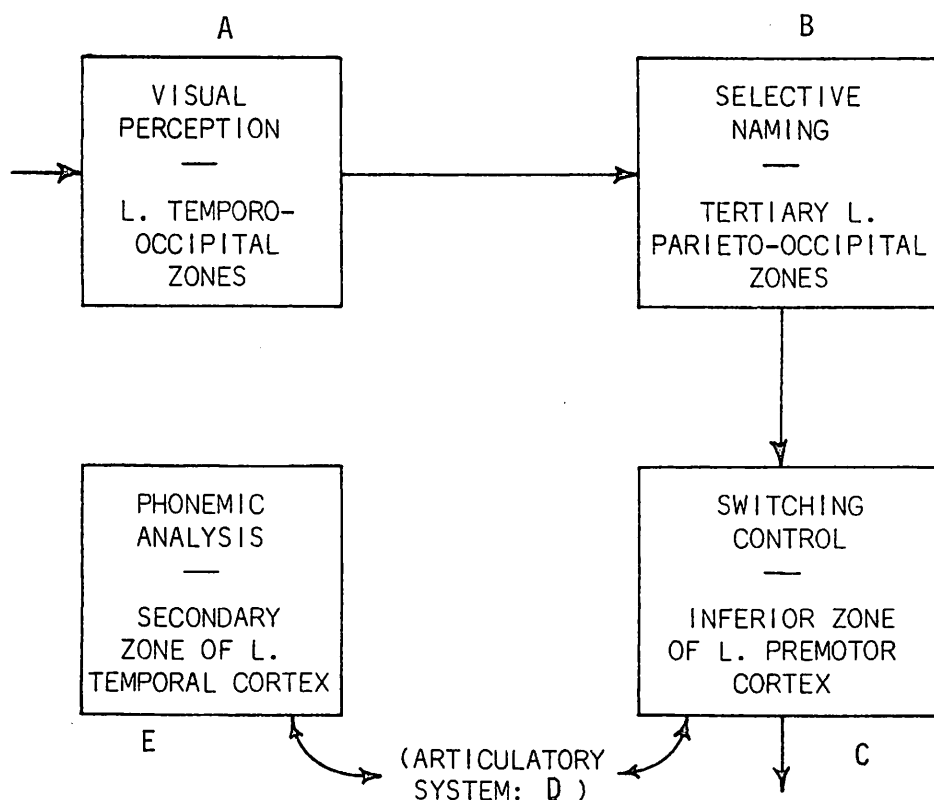 A
VISUAL
PERCEPTION
—
L. TEMPORO-
OCCIPITAL
ZONES
B
SELECTIVE
NAMING
—
TERTIARY L.
PARIETO-OCCIPITAL
ZONES
PHONEMIC
ANALYSIS
—
SECONDARY
ZONE OF L.
TEMPORAL CORTEX
E
SWITCHING
CONTROL
—
INFERIOR ZONE
OF L. PREMOTOR
CORTEX
C
(ARTICULATORY
SYSTEM: D)